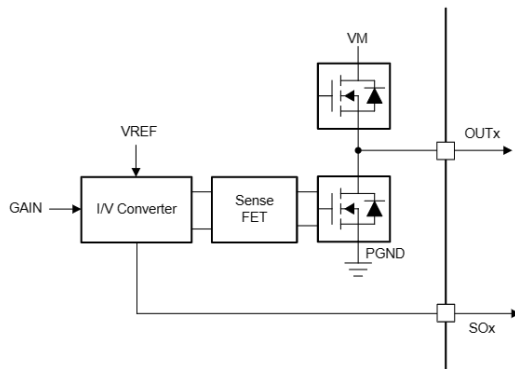 VM
OUTx
VREF
GAIN
I/V Converter
Sense
FET
PGND
SOx